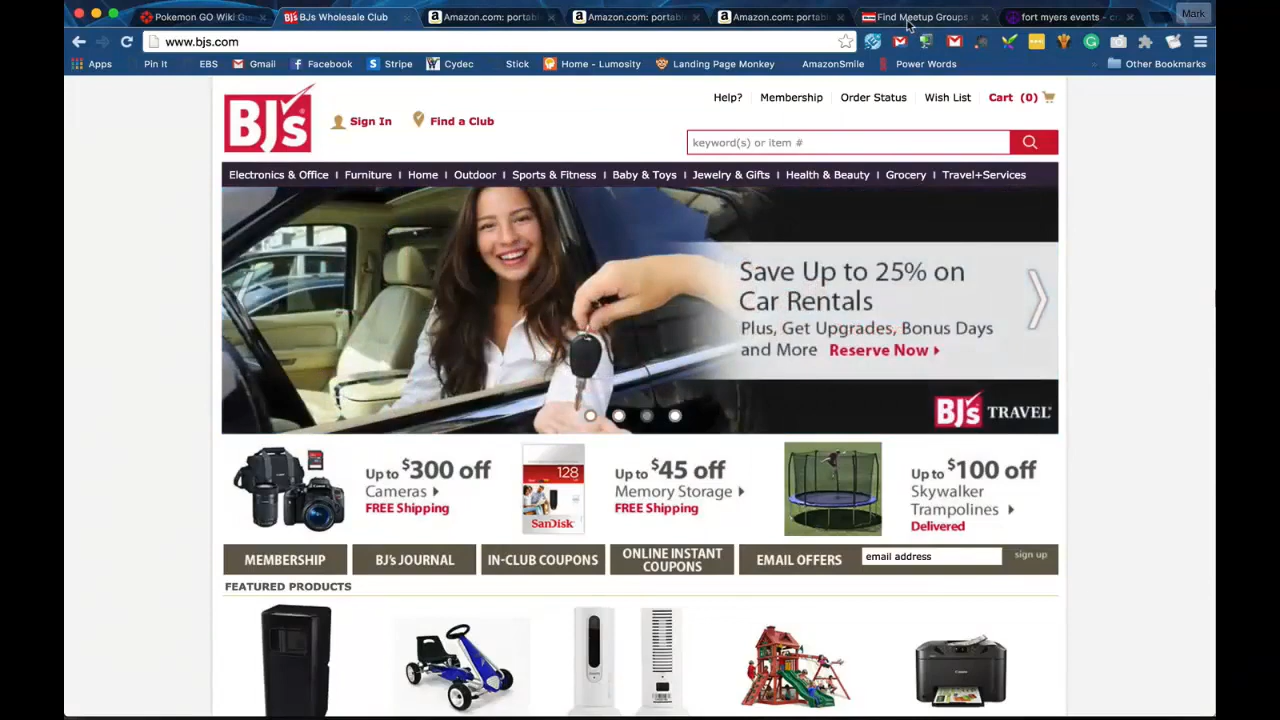 Pokemon GO Wiki Gu
BJs Wholesale Club
Amazon.com: portabl
Amazon.com: portabl
Amazon.com: portabl
Find Meetup Groups
fort myers events - c
Mark
www.bjs.com
Apps
Pin It
EBS
Gmail
Facebook
Stripe
Cydec
Stick
Home - Lumosity
Landing Page Monkey
AmazonSmile
Power Words
»
Other Bookmarks
Help?
Membership
Order Status
Wish List
Cart (0)
BJ's
Sign In
Find a Club
keyword(s) or item #
Electronics & Office
Furniture
Home
Outdoor
Sports & Fitness
Baby & Toys
Jewelry & Gifts
Health & Beauty
Grocery
Travel+Services
Save Up to 25% on
Car Rentals
Plus, Get Upgrades, Bonus Days
and More Reserve Now
BJ's TRAVEL
Up to $300 off
Cameras
FREE Shipping
128
SanDisk
Up to $45 off
Memory Storage
FREE Shipping
Up to $100 off
Skywalker
Trampolines
Delivered
MEMBERSHIP
BJ's JOURNAL
IN-CLUB COUPONS
ONLINE INSTANT
COUPONS
EMAIL OFFERS
email address
sign up
FEATURED PRODUCTS